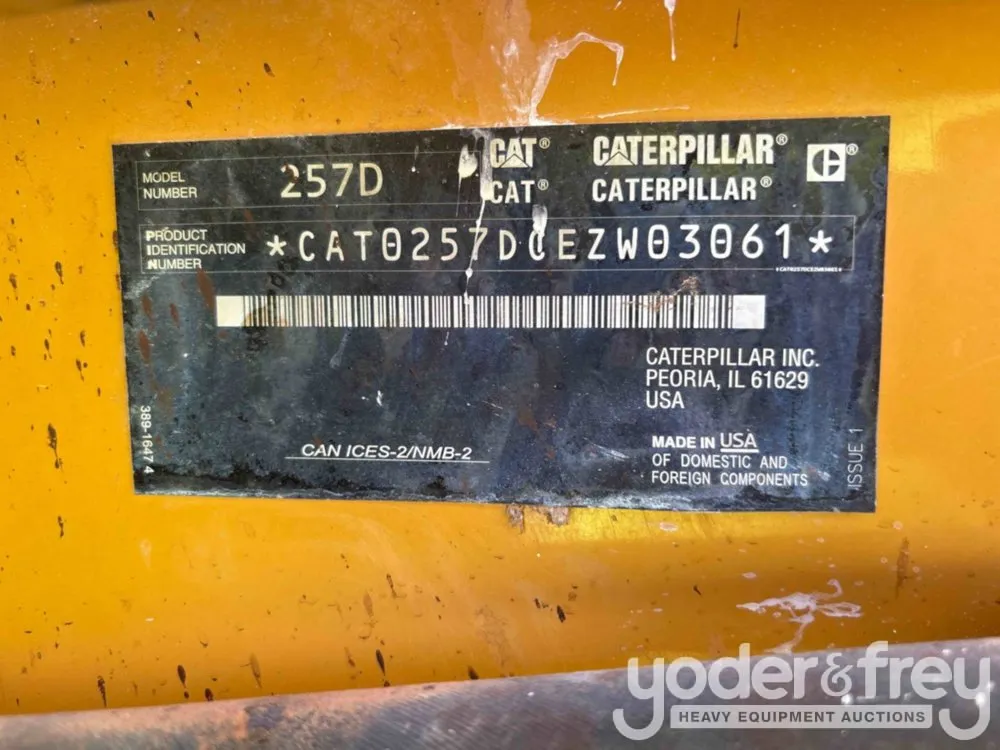 MODEL
NUMBER
257D
CAT® CATERPILLAR® CE®
CAT® CATERPILLAR®
PRODUCT
IDENTIFICATION
NUMBER
*CAT0257DCEZW03061*
*CAT0257DCEZW03061*
CATERPILLAR INC.
PEORIA, IL 61629
USA
389-1647 4
CAN ICES-2/NMB-2
MADE IN USA
OF DOMESTIC AND
FOREIGN COMPONENTS
ISSUE 1
yoder&frey
HEAVY EQUIPMENT AUCTIONS